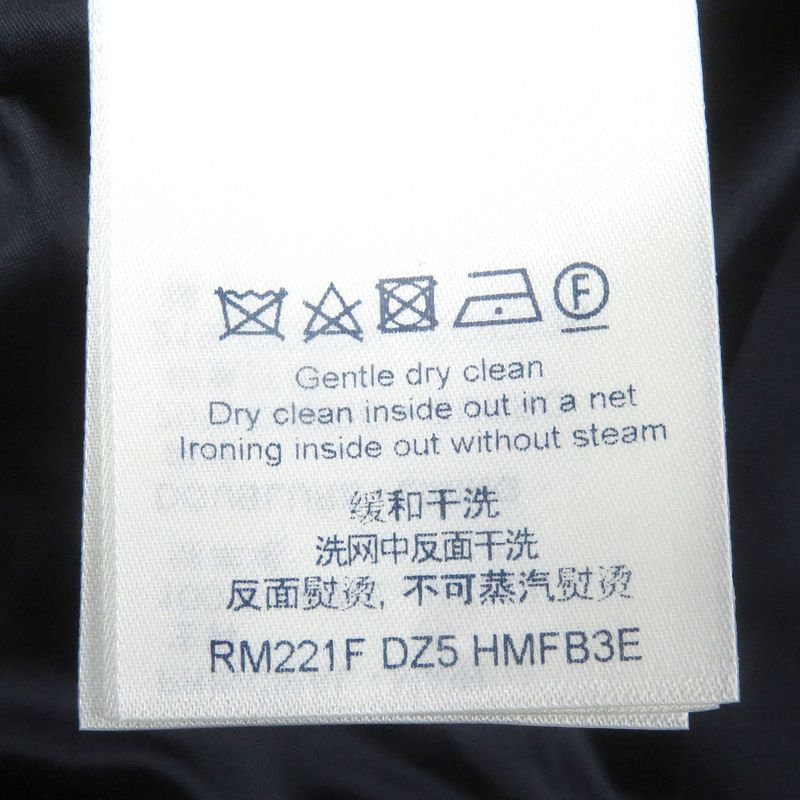 F
Gentle dry clean
Dry clean inside out in a net
Ironing inside out without steam
缓和干洗
洗网中反面干洗
反面熨烫, 不可蒸汽熨烫
RM221F DZ5 HMFB3E